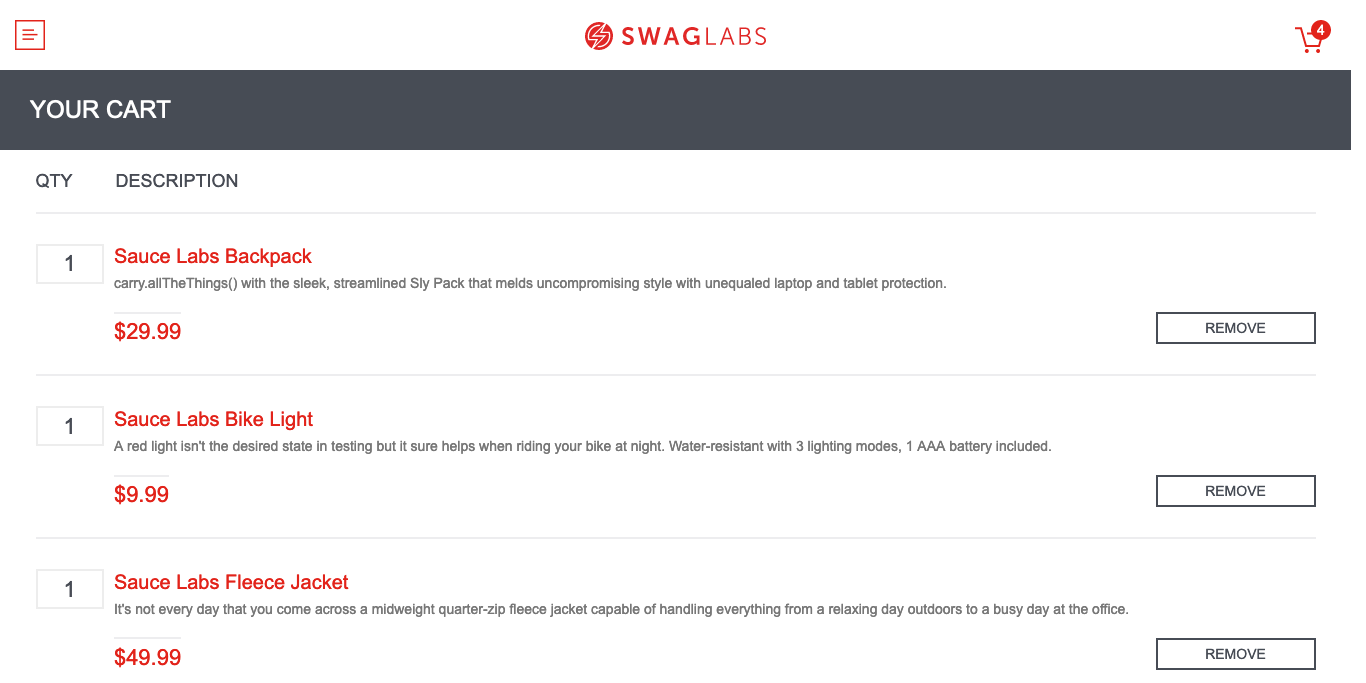 SWAGLABS
4
YOUR CART
QTY DESCRIPTION
1 Sauce Labs Backpack
carry.allTheThings() with the sleek, streamlined Sly Pack that melds uncompromising style with unequaled laptop and tablet protection.
$29.99 REMOVE
1 Sauce Labs Bike Light
A red light isn't the desired state in testing but it sure helps when riding your bike at night. Water-resistant with 3 lighting modes, 1 AAA battery included.
$9.99 REMOVE
1 Sauce Labs Fleece Jacket
It's not every day that you come across a midweight quarter-zip fleece jacket capable of handling everything from a relaxing day outdoors to a busy day at the office.
$49.99 REMOVE